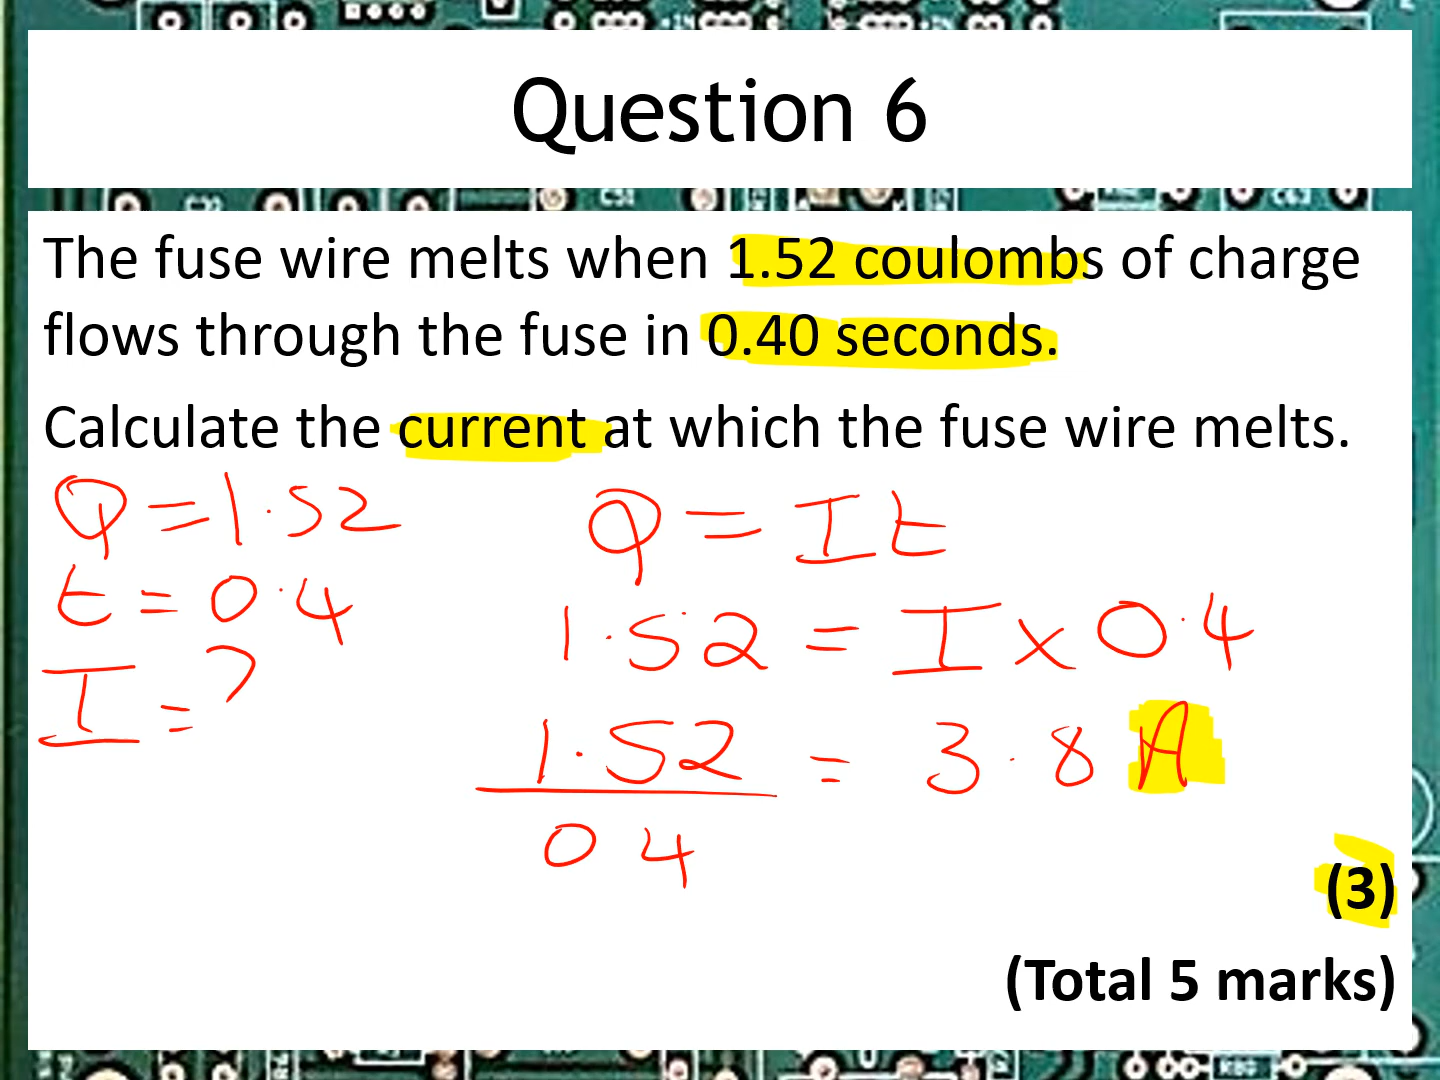 Question 6
The fuse wire melts when 1.52 coulombs of charge
flows through the fuse in 0.40 seconds.
Calculate the current at which the fuse wire melts.
Q = 1.52
t = 0.4
I = ?
Q = I t
1.52 = I x 0.4
1.52 = 3.8 A
0 4
(3)
(Total 5 marks)